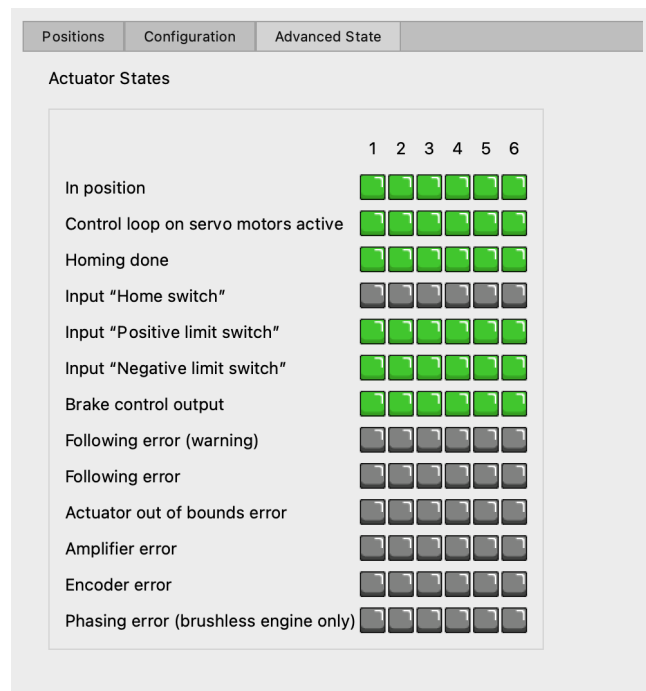 Positions Configuration Advanced State
Actuator States
1 2 3 4 5 6
In position
Control loop on servo motors active
Homing done
Input “Home switch”
Input “Positive limit switch”
Input “Negative limit switch”
Brake control output
Following error (warning)
Following error
Actuator out of bounds error
Amplifier error
Encoder error
Phasing error (brushless engine only)